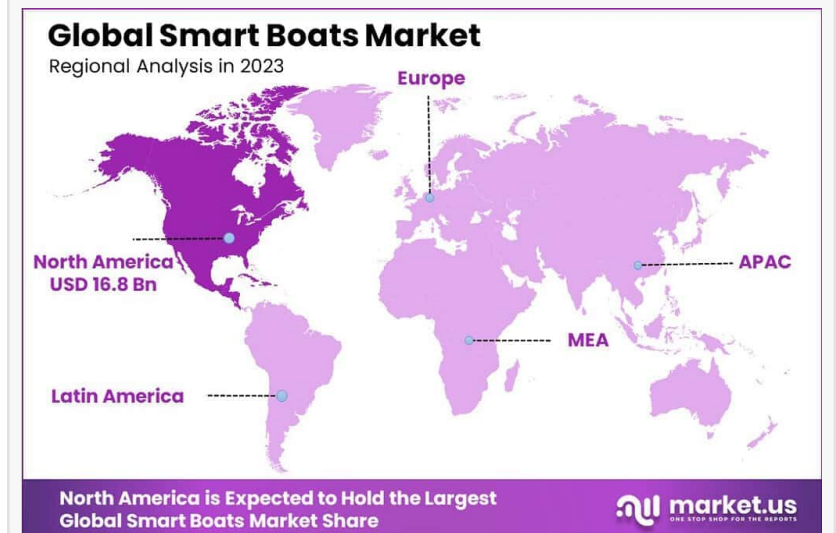 Global Smart Boats Market
Regional Analysis in 2023
Europe
North America
USD 16.8 Bn
APAC
MEA
Latin America
North America is Expected to Hold the Largest
Global Smart Boats Market Share
market.us
ONE STOP SHOP FOR THE REPORTS